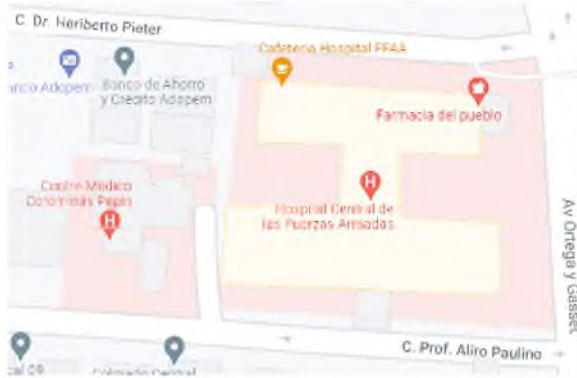 C. Dr. Heriberto Pieter
Cafetería Hospital FFAA
Banco Adopem
Banco de Ahorro
y Crédito Adopem
Farmacia del pueblo
Centro Médico
Hospital Central de
las Fuerzas Armadas
Av Ortega y Gasset
C. Prof. Aliro Paulino